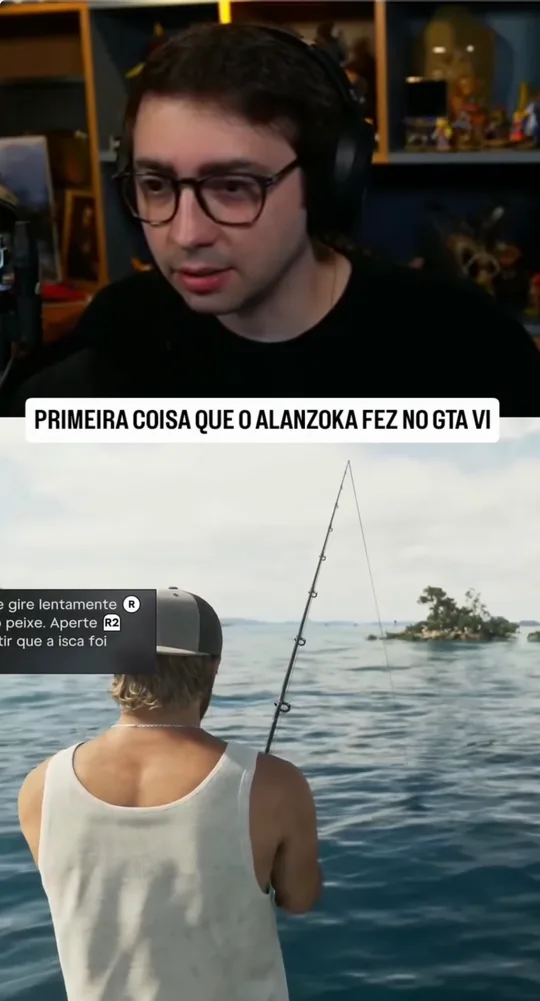 PRIMEIRA COISA QUE O ALANZOKA FEZ NO GTA VI
e gire lentamente R
peixe. Aperte R2
tir que a isca foi